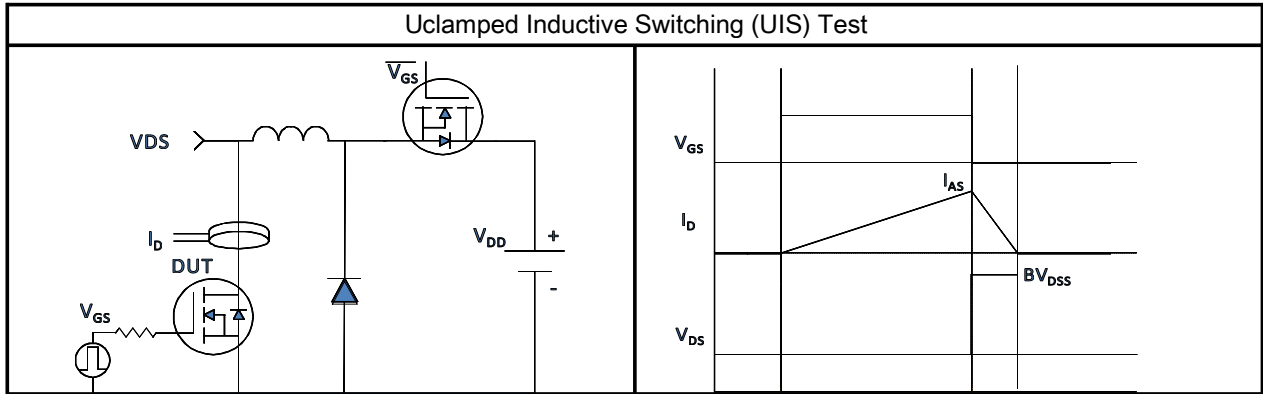 Uclamped Inductive Switching (UIS) Test
VGS
VDS
ID
DUT
VGS
VDD
+
-
VGS
IAS
ID
BVDSS
VDS